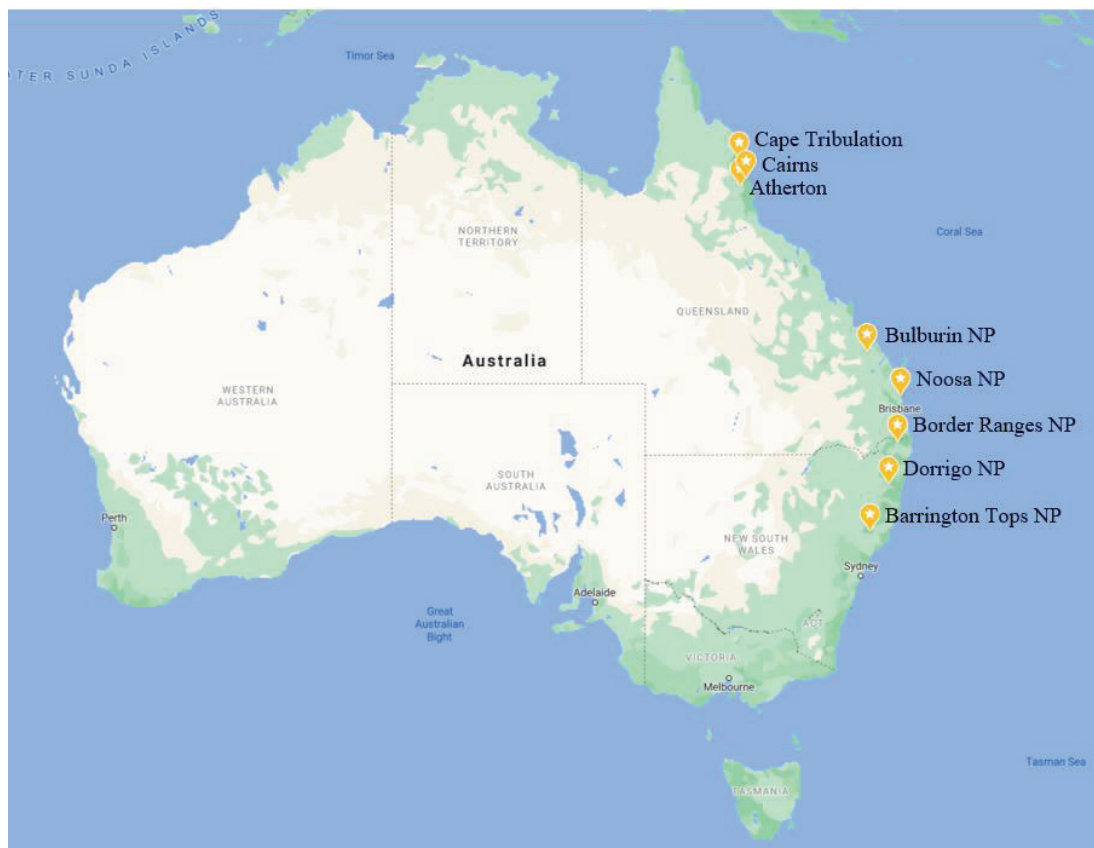 Timor Sea
TER SUNDA ISLANDS
Cape Tribulation
Cairns
Atherton
NORTHERN
TERRITORY
Coral Sea
QUEENSLAND
Bulburin NP
Australia
WESTERN
AUSTRALIA
Noosa NP
Brisbane
Border Ranges NP
SOUTH
AUSTRALIA
Dorrigo NP
Perth
Barrington Tops NP
NEW SOUTH
WALES
Sydney
Adelaide
Great
Australian
Bight
ACT
VICTORIA
Melbourne
Tasman Sea
TASMANIA